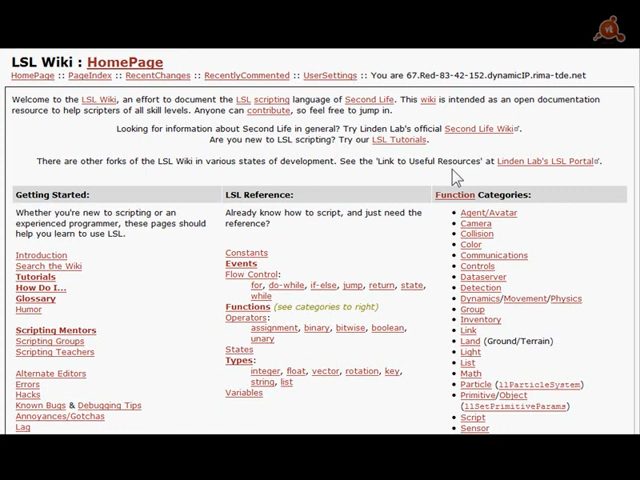 LSL Wiki : HomePage
HomePage :: PageIndex :: RecentChanges :: RecentlyCommented :: UserSettings :: You are 67.Red-83-42-152.dynamicIP.rima-tde.net
Welcome to the LSL Wiki, an effort to document the LSL scripting language of Second Life. This wiki is intended as an open documentation
resource to help scripters of all skill levels. Anyone can contribute, so feel free to jump in.
Looking for information about Second Life in general? Try Linden Lab's official Second Life Wiki.
Are you new to LSL scripting? Try our LSL Tutorials.
There are other forks of the LSL Wiki in various states of development. See the 'Link to Useful Resources' at Linden Lab's LSL Portal.
Getting Started:
Whether you're new to scripting or an
experienced programmer, these pages should
help you learn to use LSL.
Introduction
Search the Wiki
Tutorials
How Do I...
Glossary
Humor
Scripting Mentors
Scripting Groups
Scripting Teachers
Alternate Editors
Errors
Hacks
Known Bugs & Debugging Tips
Annoyances/Gotchas
Lag
LSL Reference:
Already know how to script, and just need the
reference?
Constants
Events
Flow Control:
for, do-while, if-else, jump, return, state,
while
Functions (see categories to right)
Operators:
assignment, binary, bitwise, boolean,
unary
States
Types:
integer, float, vector, rotation, key,
string, list
Variables
Function Categories:
• Agent/Avatar
• Camera
• Collision
• Color
• Communications
• Controls
• Dataserver
• Detection
• Dynamics/Movement/Physics
• Group
• Inventory
• Link
• Land (Ground/Terrain)
• Light
• List
• Math
• Particle (llParticleSystem)
• Primitive/Object
(llSetPrimitiveParams)
• Script
• Sensor